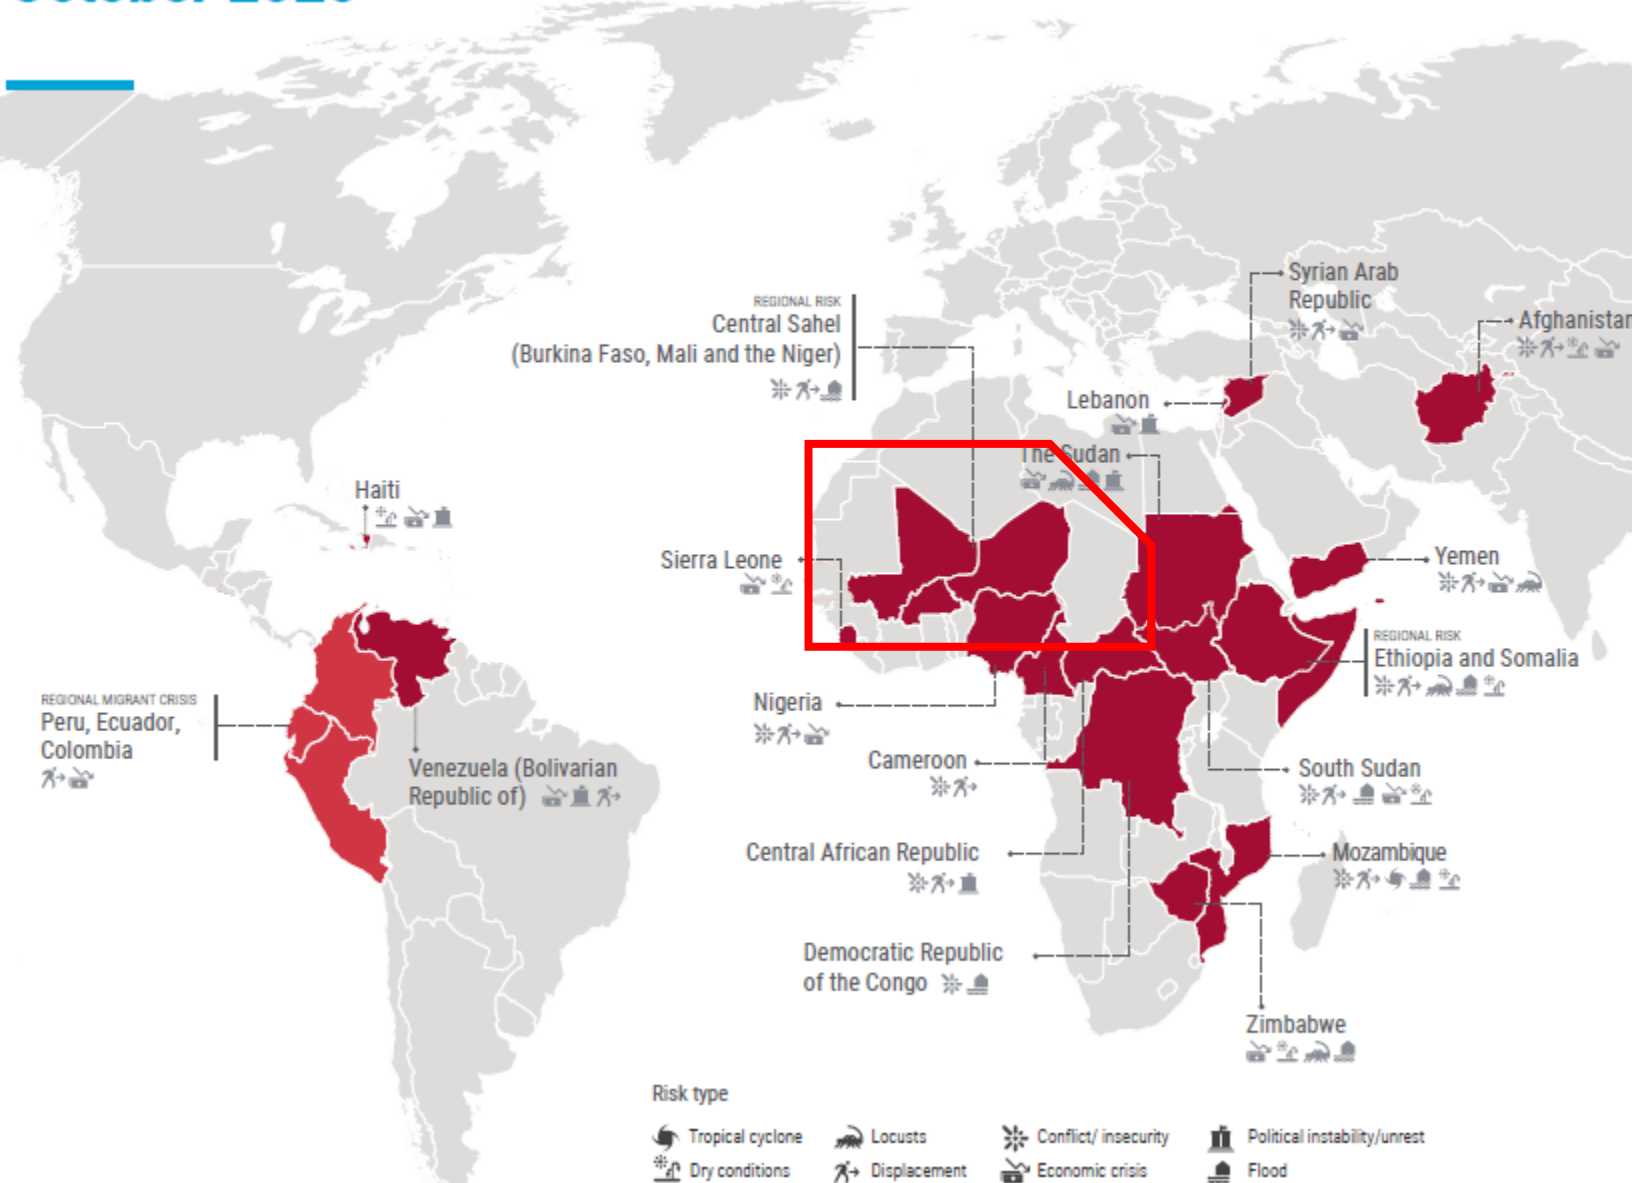 REGIONAL RISK
Central Sahel
(Burkina Faso, Mali and the Niger)
Syrian Arab
Republic
Afghanistan
Lebanon
The Sudan
Haiti
Sierra Leone
Yemen
REGIONAL RISK
Ethiopia and Somalia
REGIONAL MIGRANT CRISIS
Peru, Ecuador,
Colombia
Nigeria
Venezuela (Bolivarian
Republic of)
Cameroon
South Sudan
Central African Republic
Mozambique
Democratic Republic
of the Congo
Zimbabwe
Risk type
Tropical cyclone
Locusts
Conflict/ insecurity
Political instability/unrest
Dry conditions
Displacement
Economic crisis
Flood